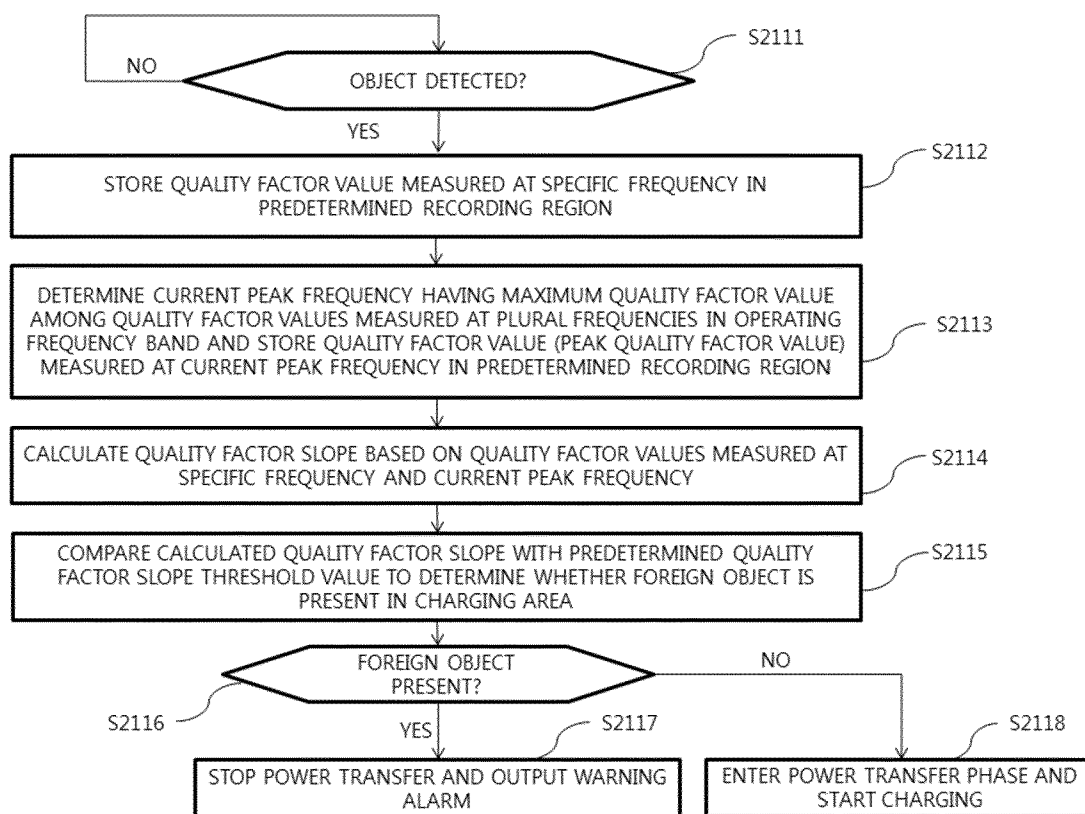 S2111
NO
OBJECT DETECTED?
YES
S2112
STORE QUALITY FACTOR VALUE MEASURED AT SPECIFIC FREQUENCY IN
PREDETERMINED RECORDING REGION
DETERMINE CURRENT PEAK FREQUENCY HAVING MAXIMUM QUALITY FACTOR VALUE
AMONG QUALITY FACTOR VALUES MEASURED AT PLURAL FREQUENCIES IN OPERATING
FREQUENCY BAND AND STORE QUALITY FACTOR VALUE (PEAK QUALITY FACTOR VALUE)
MEASURED AT CURRENT PEAK FREQUENCY IN PREDETERMINED RECORDING REGION
S2113
CALCULATE QUALITY FACTOR SLOPE BASED ON QUALITY FACTOR VALUES MEASURED AT
SPECIFIC FREQUENCY AND CURRENT PEAK FREQUENCY
S2114
COMPARE CALCULATED QUALITY FACTOR SLOPE WITH PREDETERMINED QUALITY
FACTOR SLOPE THRESHOLD VALUE TO DETERMINE WHETHER FOREIGN OBJECT IS
PRESENT IN CHARGING AREA
S2115
FOREIGN OBJECT
PRESENT?
NO
S2116
YES
S2117
S2118
STOP POWER TRANSFER AND OUTPUT WARNING
ALARM
ENTER POWER TRANSFER PHASE AND
START CHARGING